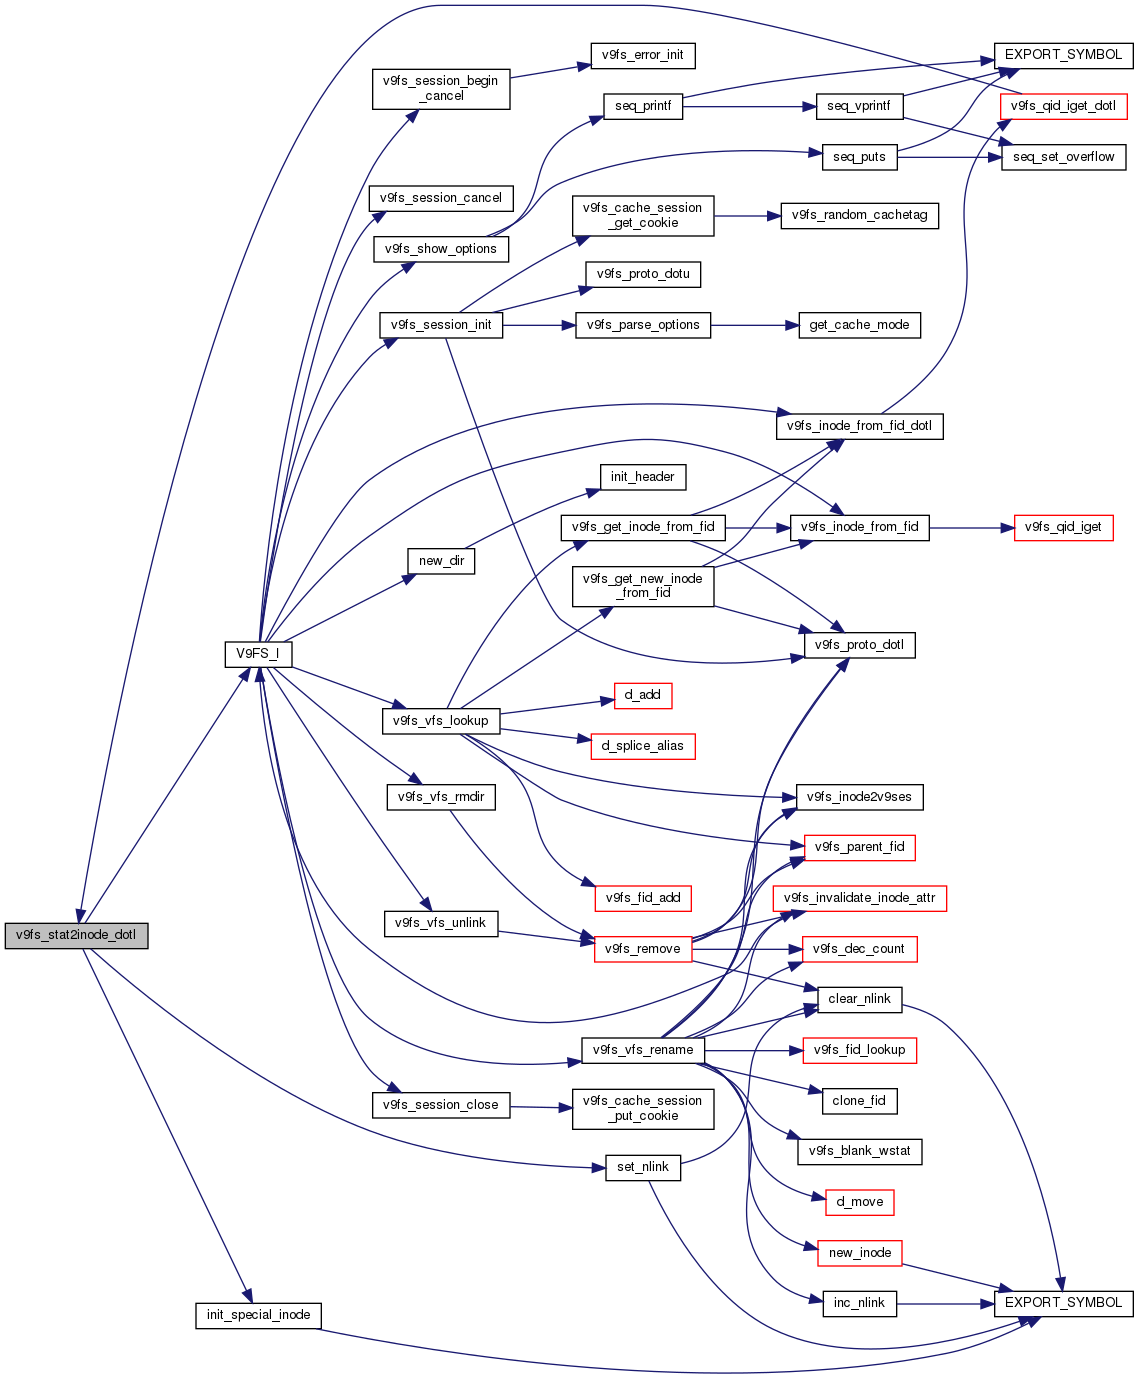 v9fs_error_init
EXPORT_SYMBOL
v9fs_session_begin
_cancel
seq_printf
seq_vprintf
v9fs_qid_iget_dotl
seq_puts
seq_set_overflow
v9fs_session_cancel
v9fs_cache_session
_get_cookie
v9fs_random_cachetag
v9fs_show_options
v9fs_proto_dotu
v9fs_session_init
v9fs_parse_options
get_cache_mode
v9fs_inode_from_fid_dotl
init_header
v9fs_get_inode_from_fid
v9fs_inode_from_fid
v9fs_qid_iget
new_dir
v9fs_get_new_inode
_from_fid
V9FS_I
v9fs_proto_dotl
d_add
v9fs_vfs_lookup
d_splice_alias
v9fs_vfs_rmdir
v9fs_inode2v9ses
v9fs_parent_fid
v9fs_fid_add
v9fs_invalidate_inode_attr
v9fs_vfs_unlink
v9fs_stat2inode_dotl
v9fs_remove
v9fs_dec_count
clear_nlink
v9fs_vfs_rename
v9fs_fid_lookup
v9fs_session_close
v9fs_cache_session
_put_cookie
clone_fid
v9fs_blank_wstat
set_nlink
d_move
new_inode
init_special_inode
inc_nlink
EXPORT_SYMBOL